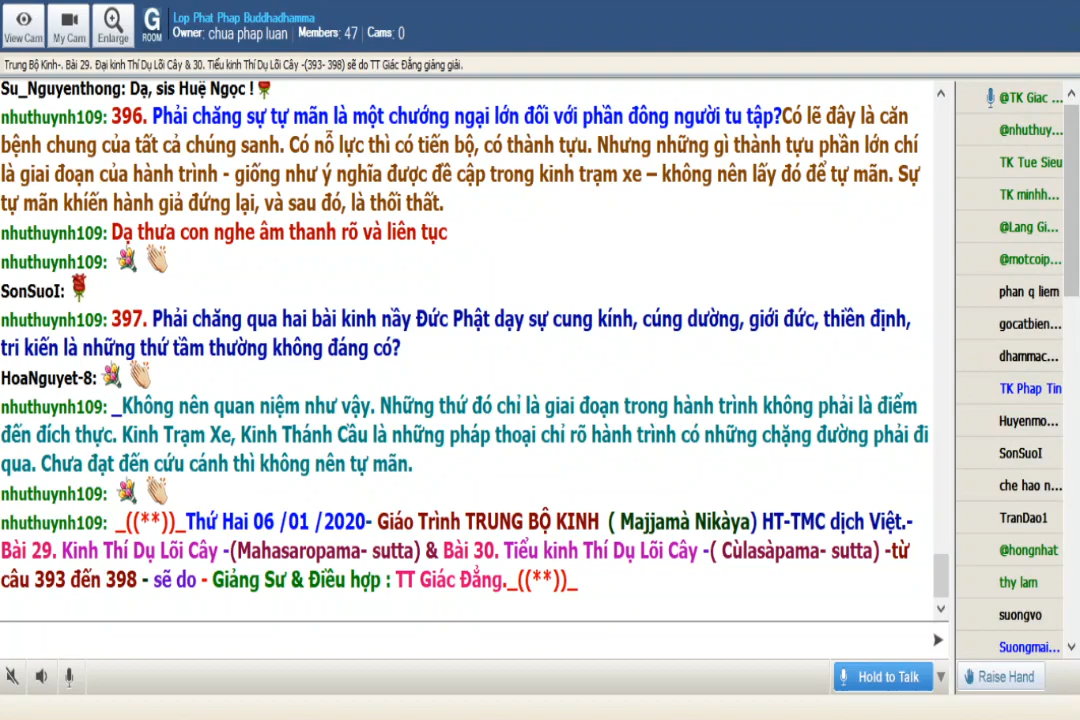 Lop Phat Phap Buddhadhamma
View Cam My Cam Enlarge G ROOM Owner: chua phap luan | Members: 47 | Cams: 0
Trung Bộ Kinh-. Bài 29. Đại kinh Thí Dụ Lõi Cây & 30. Tiểu kinh Thí Dụ Lõi Cây -(393- 398) sẽ do TT Giác Đẳng giảng giải.
Su_Nguyenthong: Dạ, sis Huệ Ngọc !
nhuthuynh109: 396. Phải chăng sự tự mãn là một chướng ngại lớn đối với phần đông người tu tập?Có lẽ đây là căn
bệnh chung của tất cả chúng sanh. Có nỗ lực thì có tiến bộ, có thành tựu. Nhưng những gì thành tựu phần lớn chí
là giai đoạn của hành trình - giống như ý nghĩa được đề cập trong kinh trạm xe – không nên lấy đó để tự mãn. Sự
tự mãn khiến hành giả đứng lại, và sau đó, là thối thất.
nhuthuynh109: Dạ thưa con nghe âm thanh rõ và liên tục
nhuthuynh109:
SonSuoI:
nhuthuynh109: 397. Phải chăng qua hai bài kinh nầy Đức Phật dạy sự cung kính, cúng dường, giới đức, thiền định,
tri kiến là những thứ tầm thường không đáng có?
HoaNguyet-8:
nhuthuynh109: _Không nên quan niệm như vậy. Những thứ đó chỉ là giai đoạn trong hành trình không phải là điểm
đến đích thực. Kinh Trạm Xe, Kinh Thánh Cầu là những pháp thoại chỉ rõ hành trình có những chặng đường phải đi
qua. Chưa đạt đến cứu cánh thì không nên tự mãn.
nhuthuynh109:
nhuthuynh109: _((**))_Thứ Hai 06 /01 /2020- Giáo Trình TRUNG BỘ KINH ( Majjamà Nikàya) HT-TMC dịch Việt.-
Bài 29. Kinh Thí Dụ Lõi Cây -(Mahasaropama- sutta) & Bài 30. Tiểu kinh Thí Dụ Lõi Cây -( Cùlasàpama- sutta) -từ
câu 393 đến 398 - sẽ do - Giảng Sư & Điều hợp : TT Giác Đẳng._((**))_
@TK Giac ...
@nhuthuy...
TK Tue Sieu
TK minhh...
@Lang Gi...
@motcoip...
phan q liem
gocatbien...
dhammac...
TK Phap Tin
Huyenmo...
SonSuoI
che hao n...
TranDao1
@hongnhat
thy lam
suongvo
Suongmai...
Hold to Talk
Raise Hand